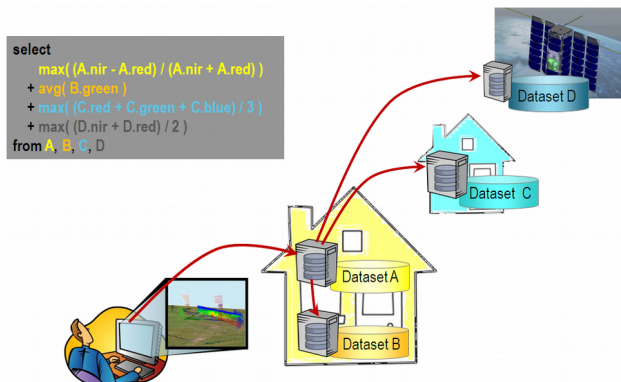 select
max( (A.nir - A.red) / (A.nir + A.red) )
+ avg( B.green )
+ max( (C.red + C.green + C.blue) / 3 )
+ max( (D.nir + D.red) / 2 )
from A, B, C, D
Dataset D
Dataset C
Dataset A
Dataset B